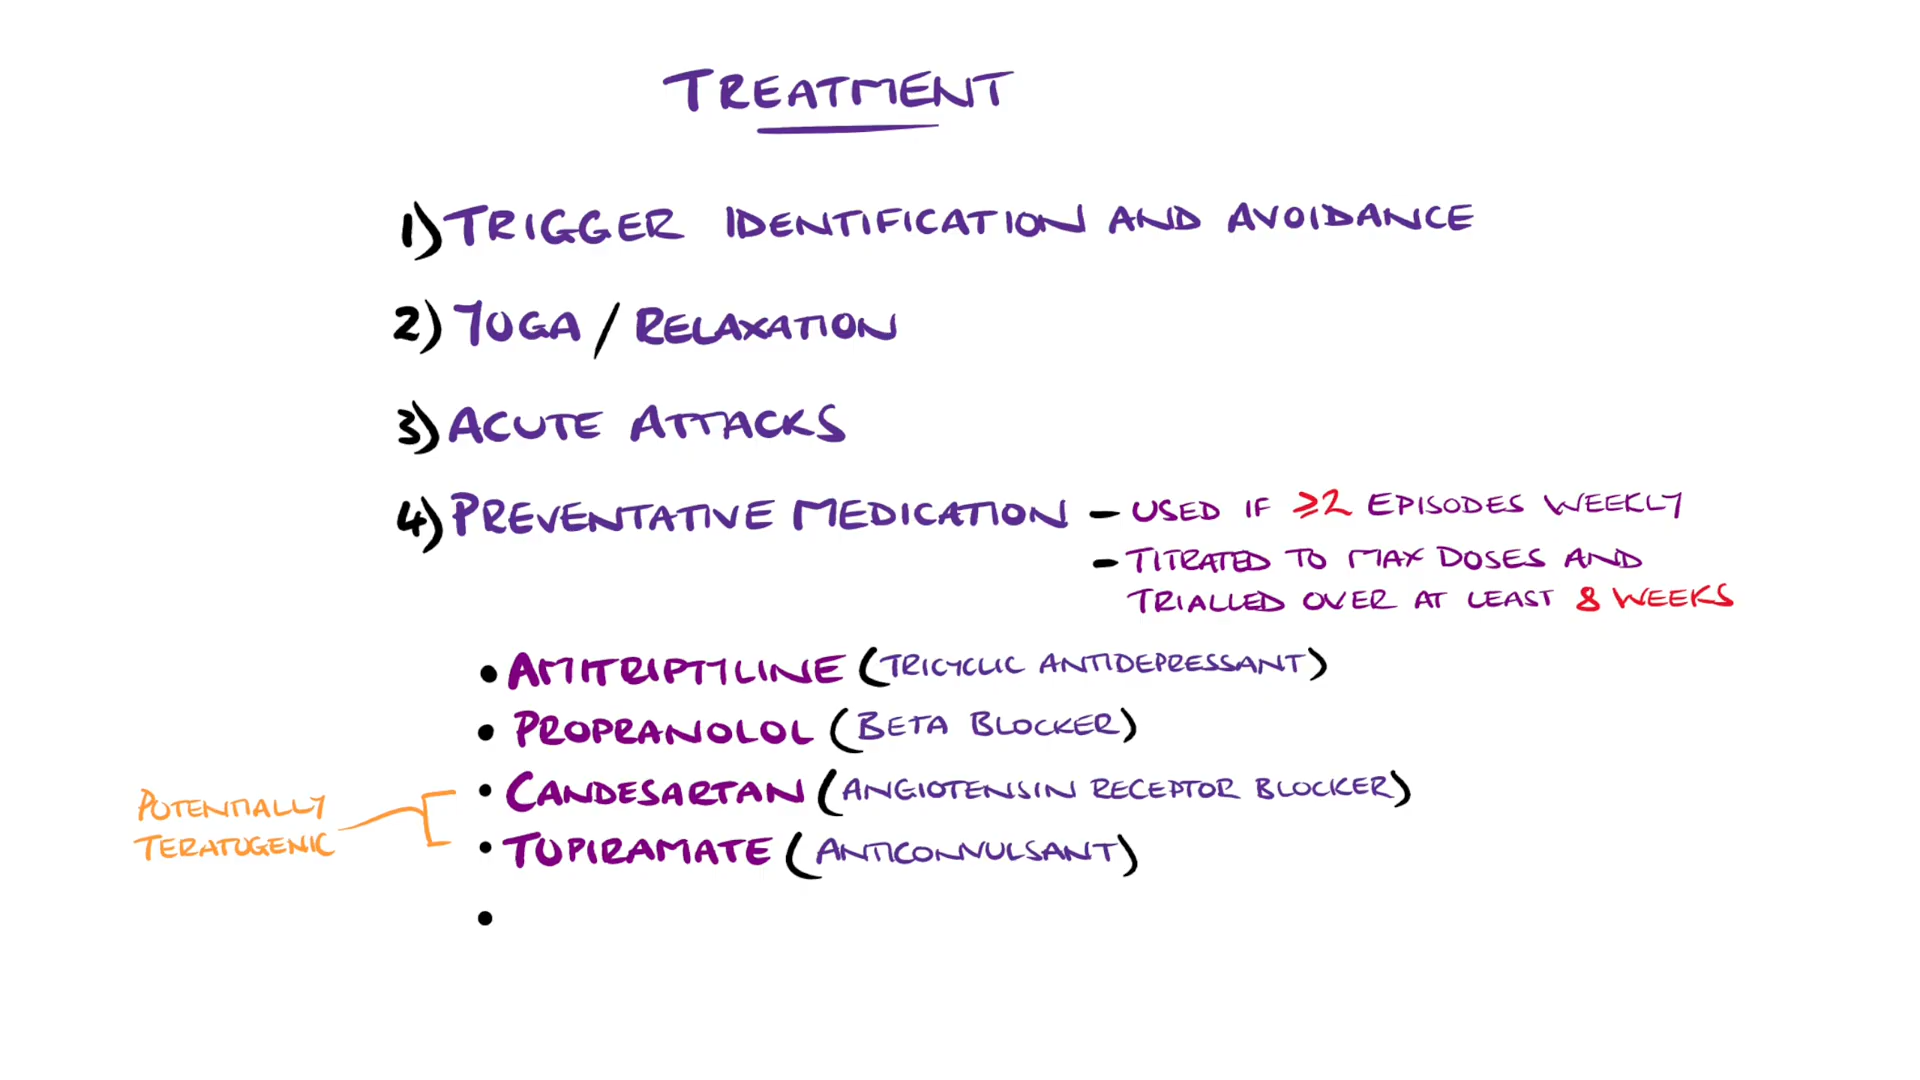 TREATMENT
1) TRIGGER IDENTIFICATION AND AVOIDANCE
2) YOGA / RELAXATION
3) ACUTE ATTACKS
4) PREVENTATIVE MEDICATION - USED IF ≥2 EPISODES WEEKLY
- TITRATED TO MAX DOSES AND
TRIALLED OVER AT LEAST 8 WEEKS
• AMITRIPTYLINE (TRICYCLIC ANTIDEPRESSANT)
• PROPRANOLOL (BETA BLOCKER)
• CANDESARTAN (ANGIOTENSIN RECEPTOR BLOCKER)
• TOPIRAMATE (ANTICONVULSANT)
•
POTENTIALLY
TERATOGENIC